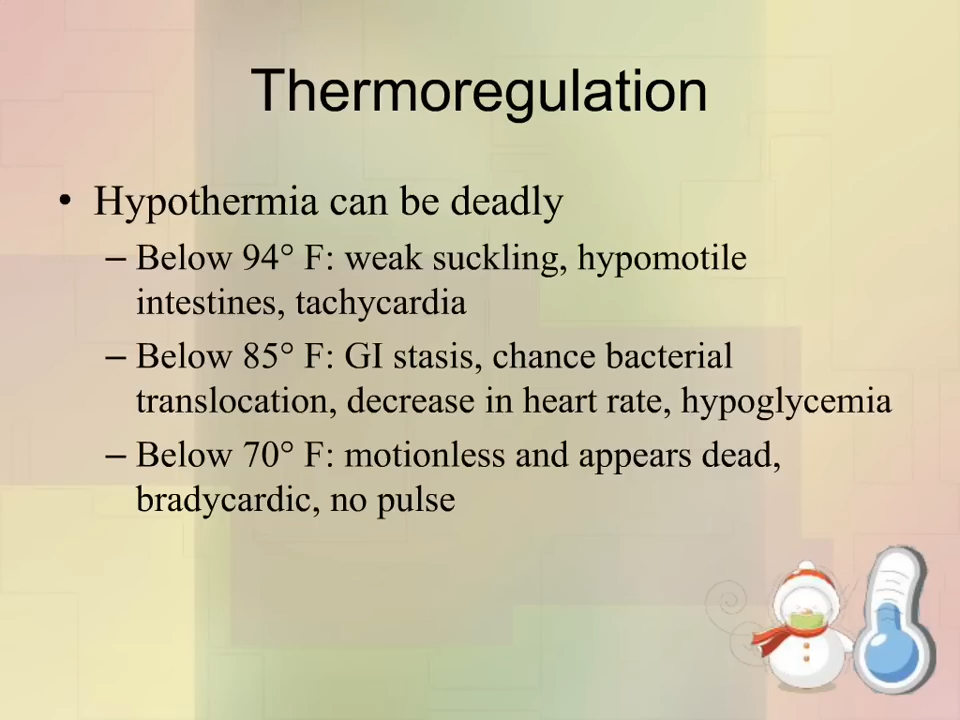 Thermoregulation
• Hypothermia can be deadly
– Below 94° F: weak suckling, hypomotile
intestines, tachycardia
– Below 85° F: GI stasis, chance bacterial
translocation, decrease in heart rate, hypoglycemia
– Below 70° F: motionless and appears dead,
bradycardic, no pulse